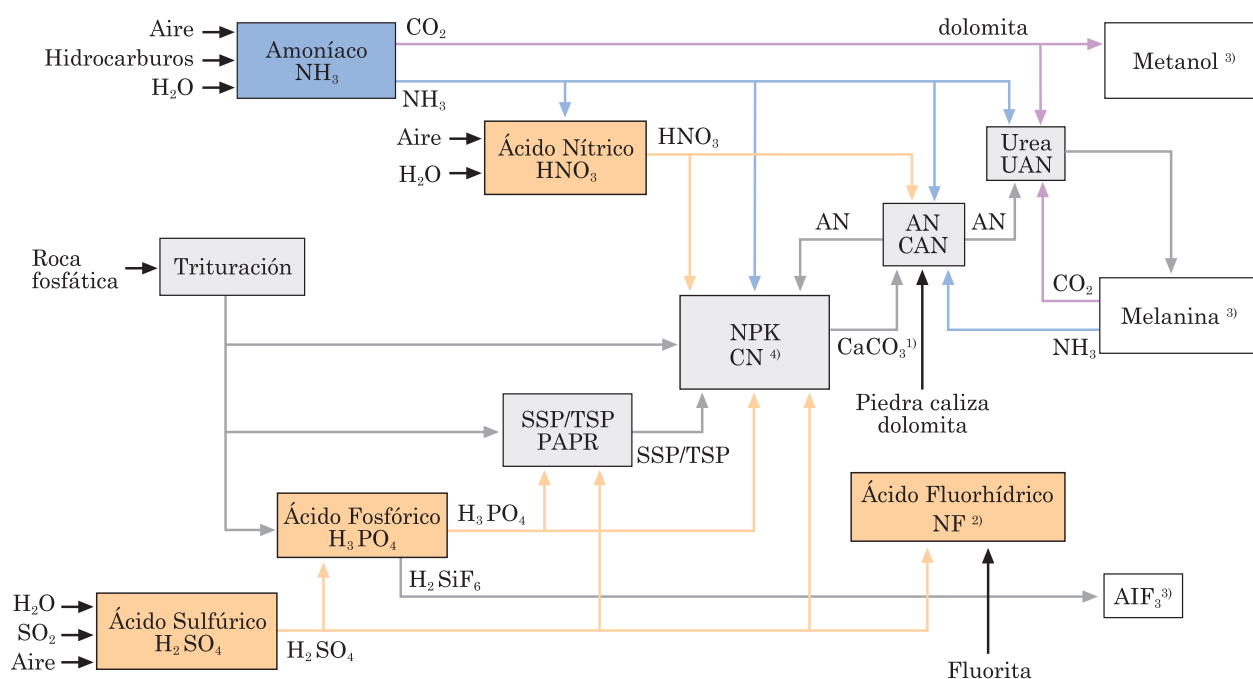 Aire
Hidrocarburos
H₂O
Amoníaco
NH₃
CO₂
dolomita
Metanol ³⁾
NH₃
Aire
H₂O
Ácido Nítrico
HNO₃
HNO₃
Urea
UAN
AN
AN
CAN
AN
Roca
fosfática
Trituración
NPK
CN ⁴⁾
CaCO₃¹⁾
CO₂
Melanina ³⁾
NH₃
Piedra caliza
dolomita
SSP/TSP
PAPR
SSP/TSP
Ácido Fosfórico
H₃PO₄
H₃PO₄
H₂SiF₆
Ácido Fluorhídrico
NF ²⁾
AIF₃³⁾
H₂O
SO₂
Aire
Ácido Sulfúrico
H₂SO₄
H₂SO₄
Fluorita